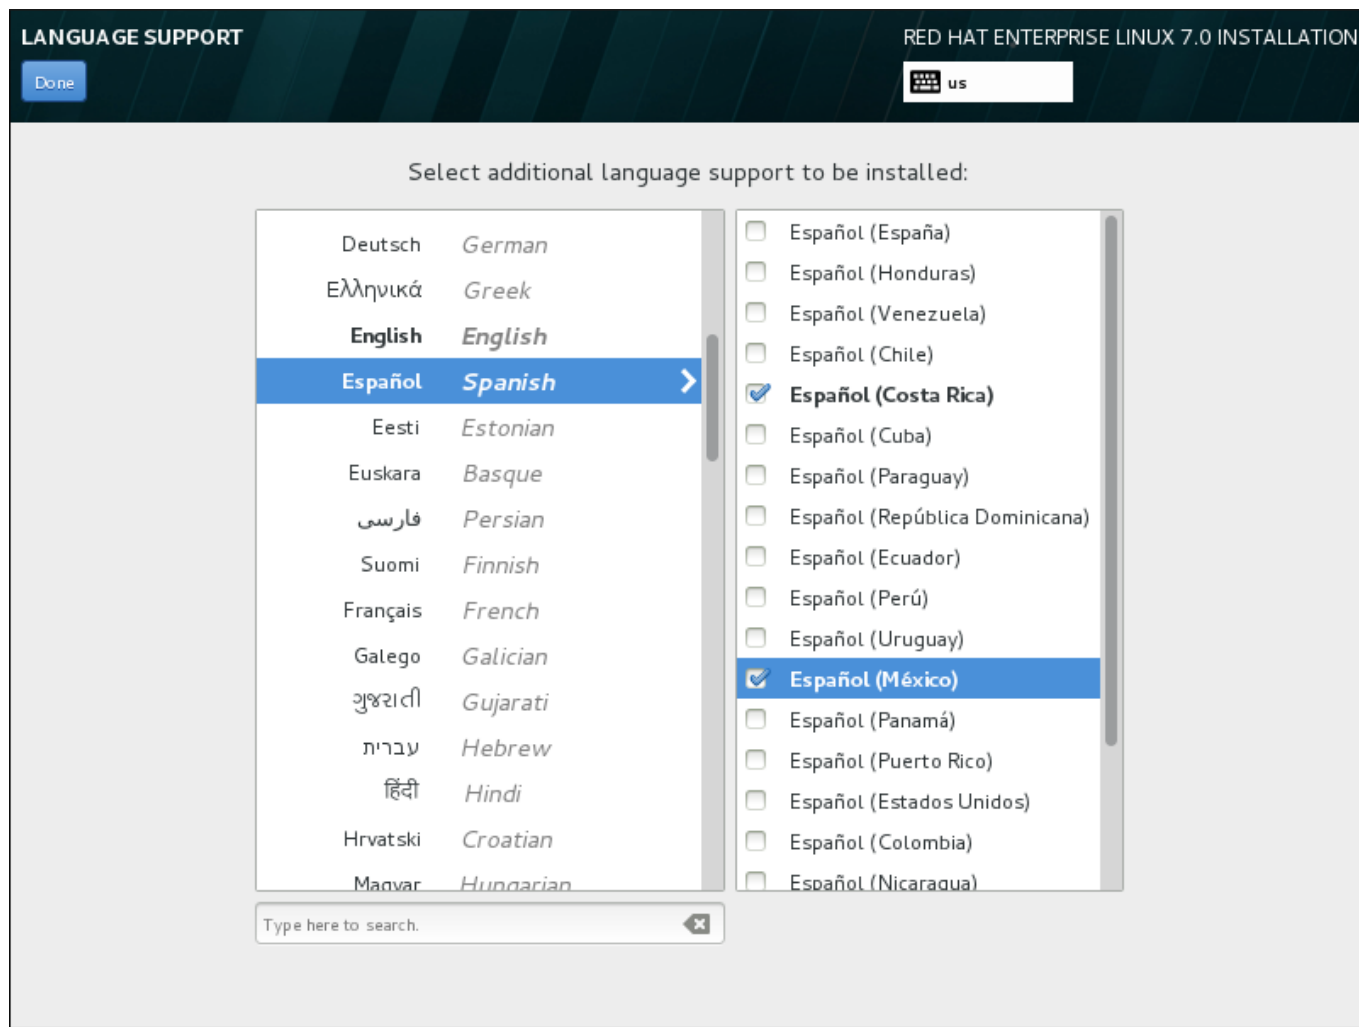 LANGUAGE SUPPORT
RED HAT ENTERPRISE LINUX 7.0 INSTALLATION
Done
us
Select additional language support to be installed:
Deutsch German
Ελληνικά Greek
English English
Español Spanish
Eesti Estonian
Euskara Basque
فارسی Persian
Suomi Finnish
Français French
Galego Galician
ગુજરાતી Gujarati
עברית Hebrew
हिंदी Hindi
Hrvatski Croatian
Magyar Hungarian
Español (España)
Español (Honduras)
Español (Venezuela)
Español (Chile)
Español (Costa Rica)
Español (Cuba)
Español (Paraguay)
Español (República Dominicana)
Español (Ecuador)
Español (Perú)
Español (Uruguay)
Español (México)
Español (Panamá)
Español (Puerto Rico)
Español (Estados Unidos)
Español (Colombia)
Español (Nicaragua)
Type here to search.